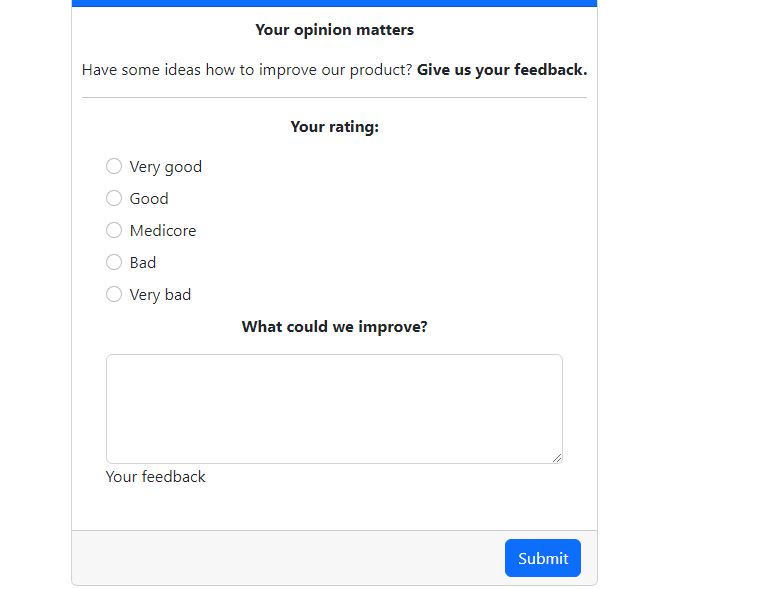 Your opinion matters
Have some ideas how to improve our product? Give us your feedback.
Your rating:
Very good
Good
Medicore
Bad
Very bad
What could we improve?
Your feedback
Submit